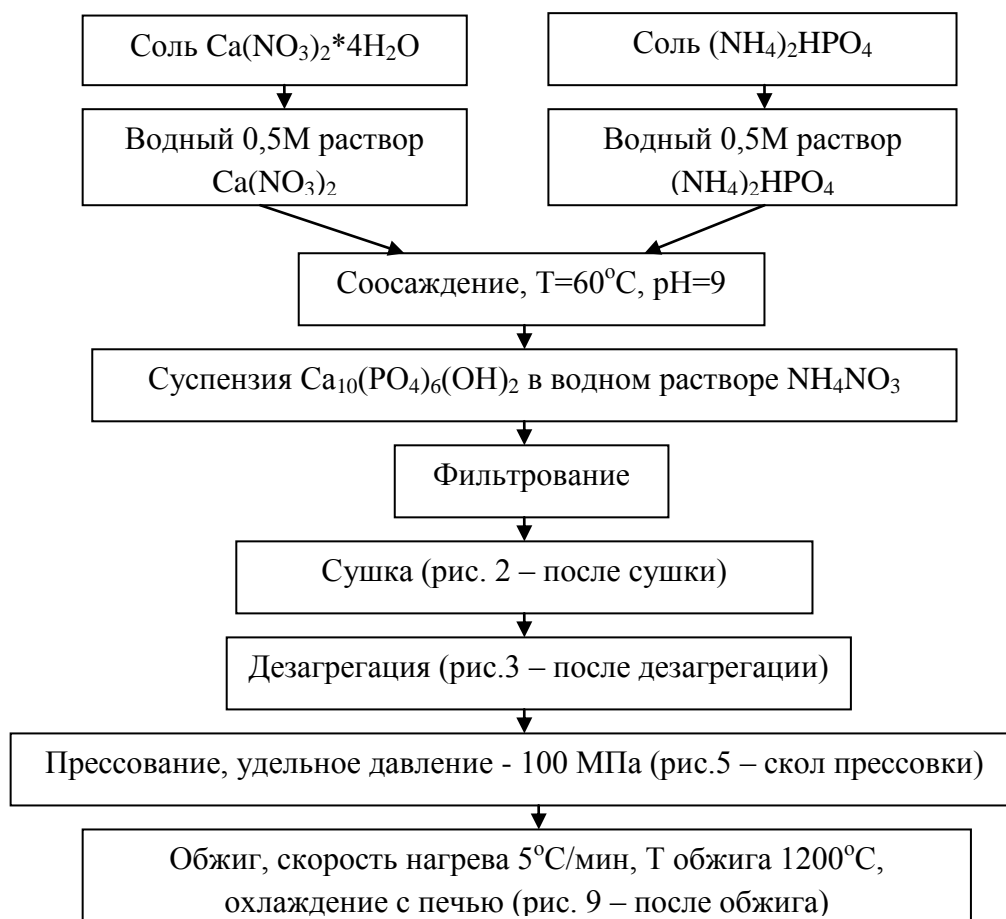 Соль Ca(NO₃)₂*4H₂O
Соль (NH₄)₂HPO₄
Водный 0,5М раствор
Ca(NO₃)₂
Водный 0,5М раствор
(NH₄)₂HPO₄
Соосаждение, Т=60°С, рН=9
Суспензия Ca₁₀(PO₄)₆(OH)₂ в водном растворе NH₄NO₃
Фильтрование
Сушка (рис. 2 – после сушки)
Дезагрегация (рис.3 – после дезагрегации)
Прессование, удельное давление - 100 МПа (рис.5 – скол прессовки)
Обжиг, скорость нагрева 5°С/мин, Т обжига 1200°С,
охлаждение с печью (рис. 9 – после обжига)